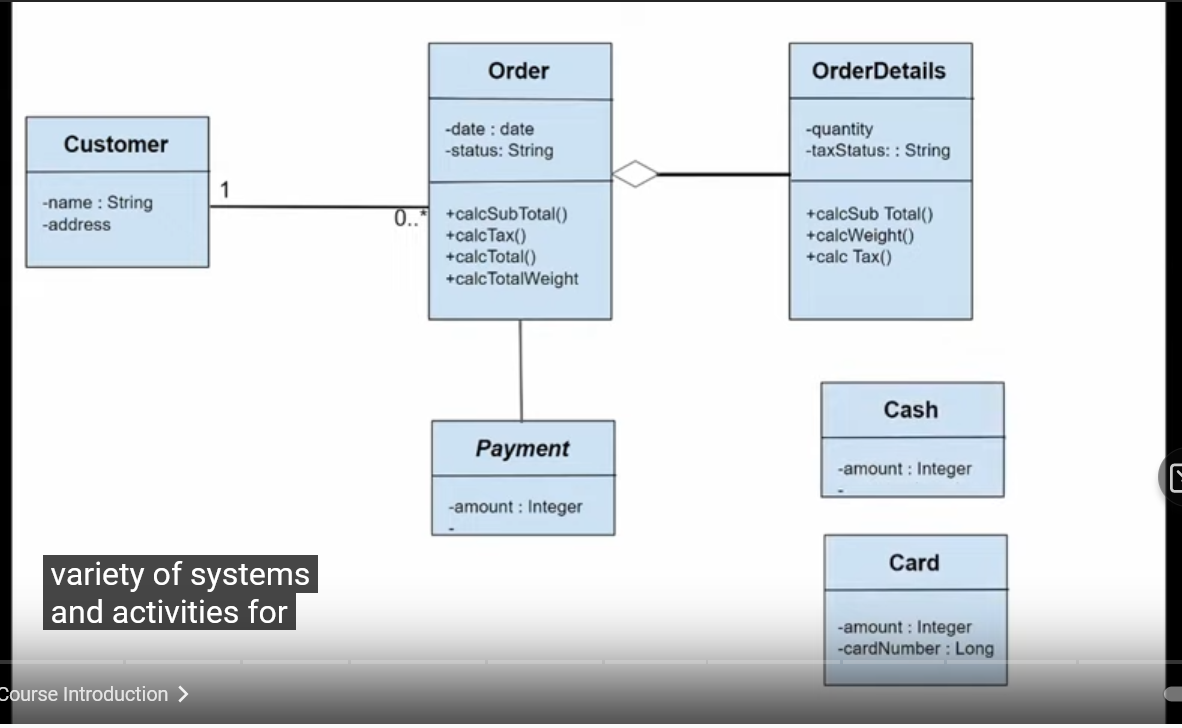 Customer
-name : String
-address
1
0..*
Order
-date : date
-status: String
+calcSubTotal()
+calcTax()
+calcTotal()
+calcTotalWeight
OrderDetails
-quantity
-taxStatus: : String
+calcSub Total()
+calcWeight()
+calc Tax()
Payment
-amount : Integer
-
Cash
-amount : Integer
-
Card
-amount : Integer
-cardNumber : Long
variety of systems
and activities for
Course Introduction